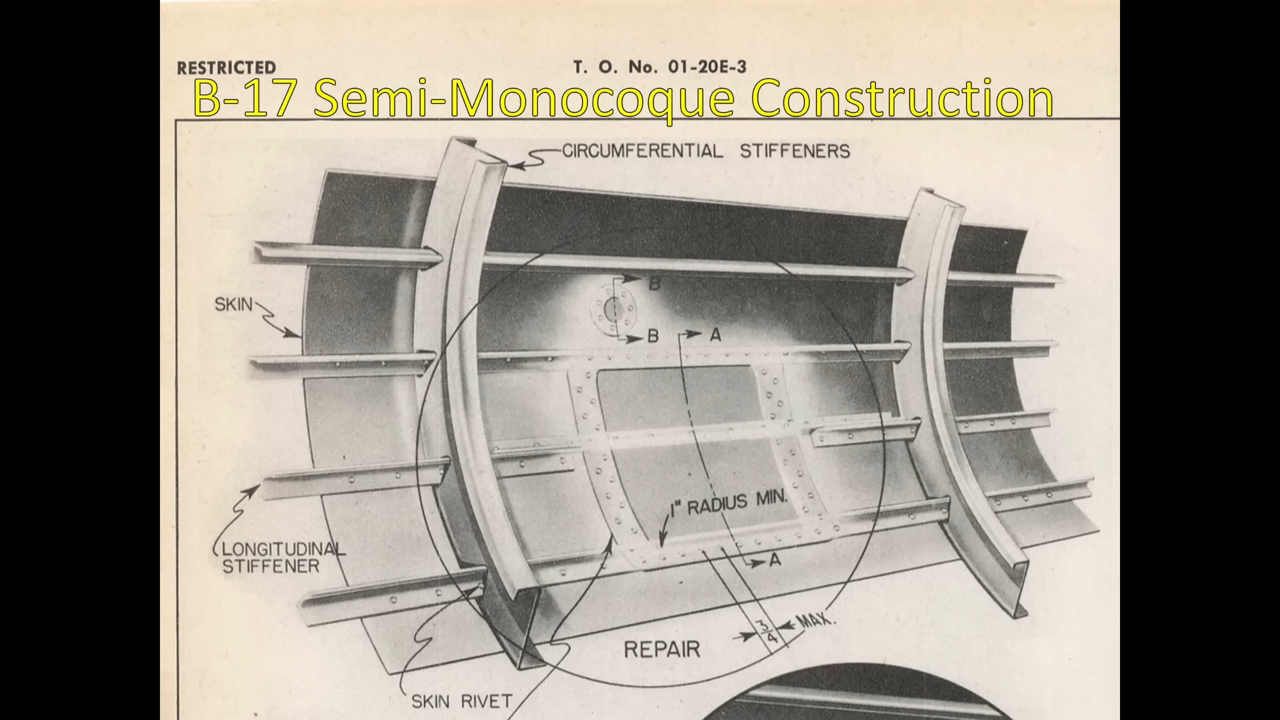 RESTRICTED
T. O. No. 01-20E-3
B-17 Semi-Monocoque Construction
CIRCUMFERENTIAL STIFFENERS
B
SKIN
B
A
1" RADIUS MIN.
LONGITUDINAL
STIFFENER
A
3/4 MAX.
REPAIR
SKIN RIVET